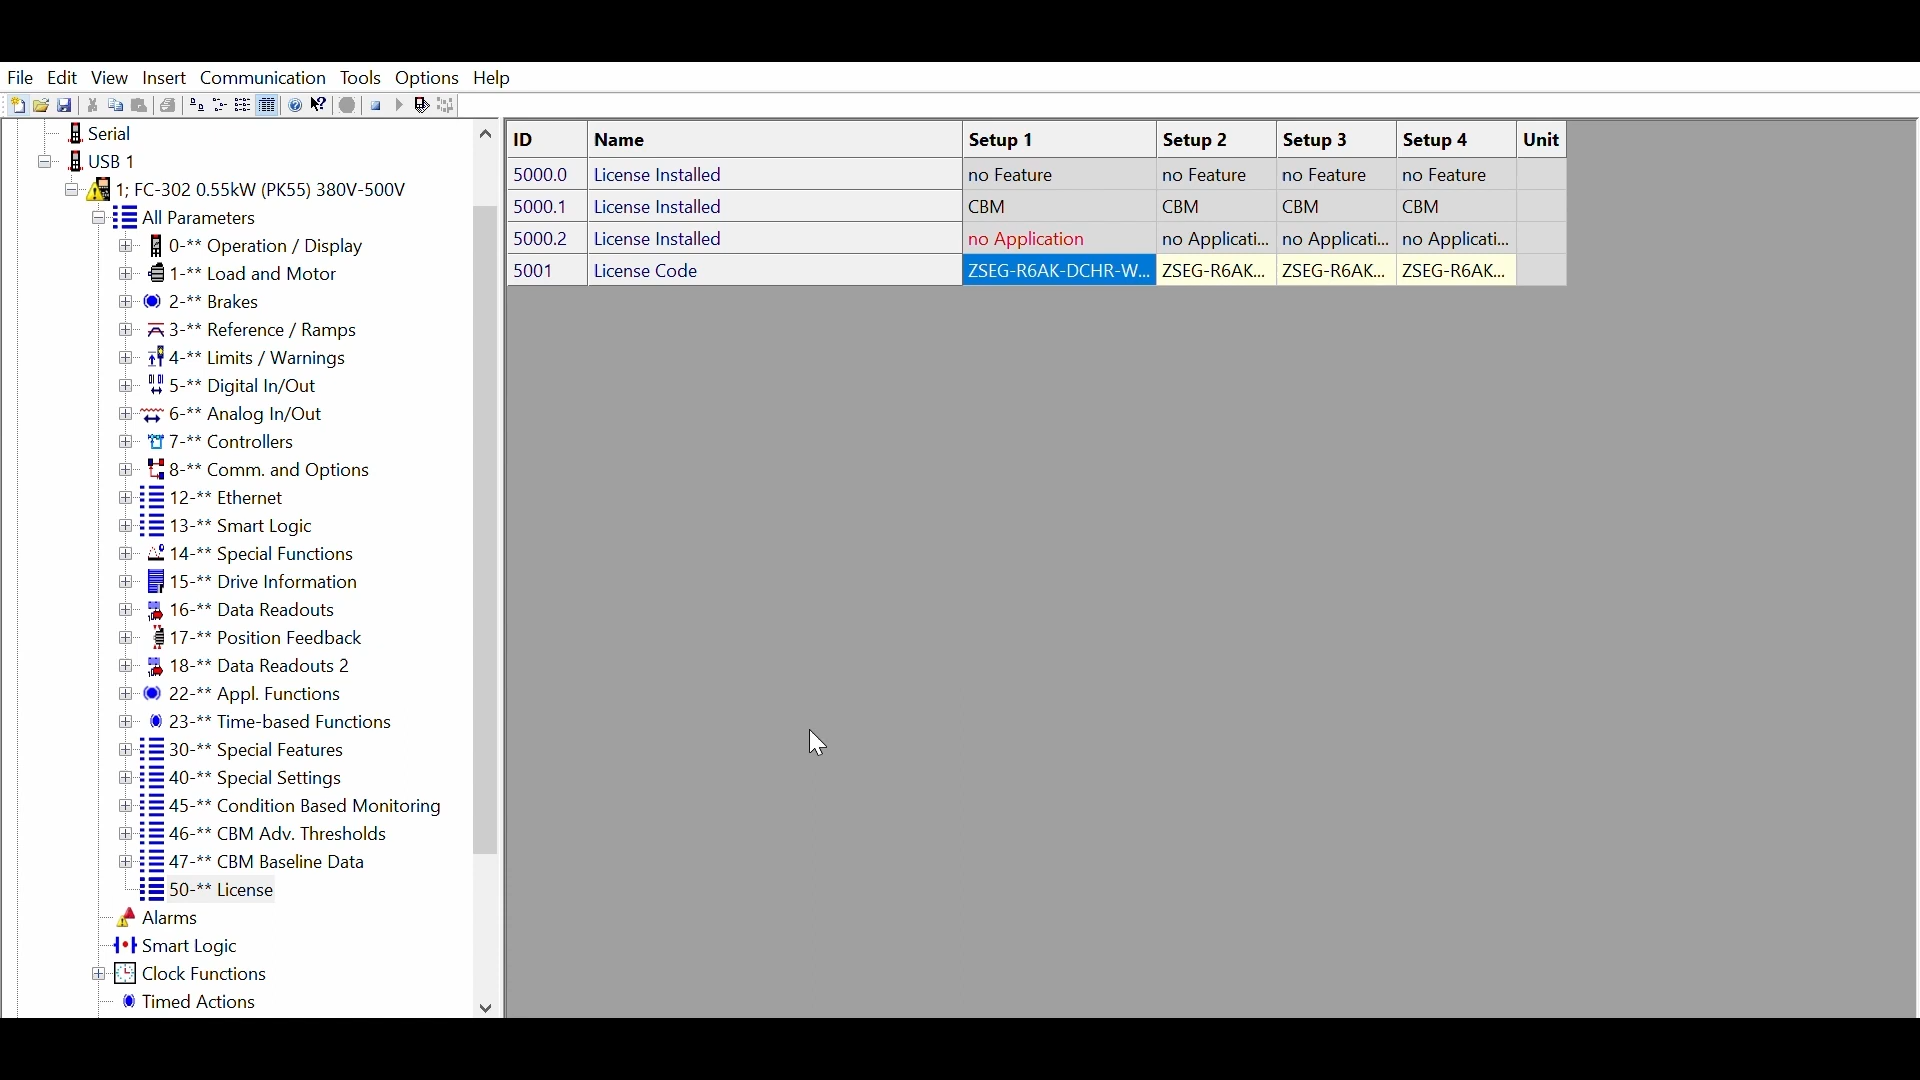 File Edit View Insert Communication Tools Options Help
Serial
USB 1
1; FC-302 0.55kW (PK55) 380V-500V
All Parameters
0-** Operation / Display
1-** Load and Motor
2-** Brakes
3-** Reference / Ramps
4-** Limits / Warnings
5-** Digital In/Out
6-** Analog In/Out
7-** Controllers
8-** Comm. and Options
12-** Ethernet
13-** Smart Logic
14-** Special Functions
15-** Drive Information
16-** Data Readouts
17-** Position Feedback
18-** Data Readouts 2
22-** Appl. Functions
23-** Time-based Functions
30-** Special Features
40-** Special Settings
45-** Condition Based Monitoring
46-** CBM Adv. Thresholds
47-** CBM Baseline Data
50-** License
Alarms
Smart Logic
Clock Functions
Timed Actions
ID Name Setup 1 Setup 2 Setup 3 Setup 4 Unit
5000.0 License Installed no Feature no Feature no Feature no Feature
5000.1 License Installed CBM CBM CBM CBM
5000.2 License Installed no Application no Applicati... no Applicati... no Applicati...
5001 License Code ZSEG-R6AK-DCHR-W... ZSEG-R6AK... ZSEG-R6AK... ZSEG-R6AK...